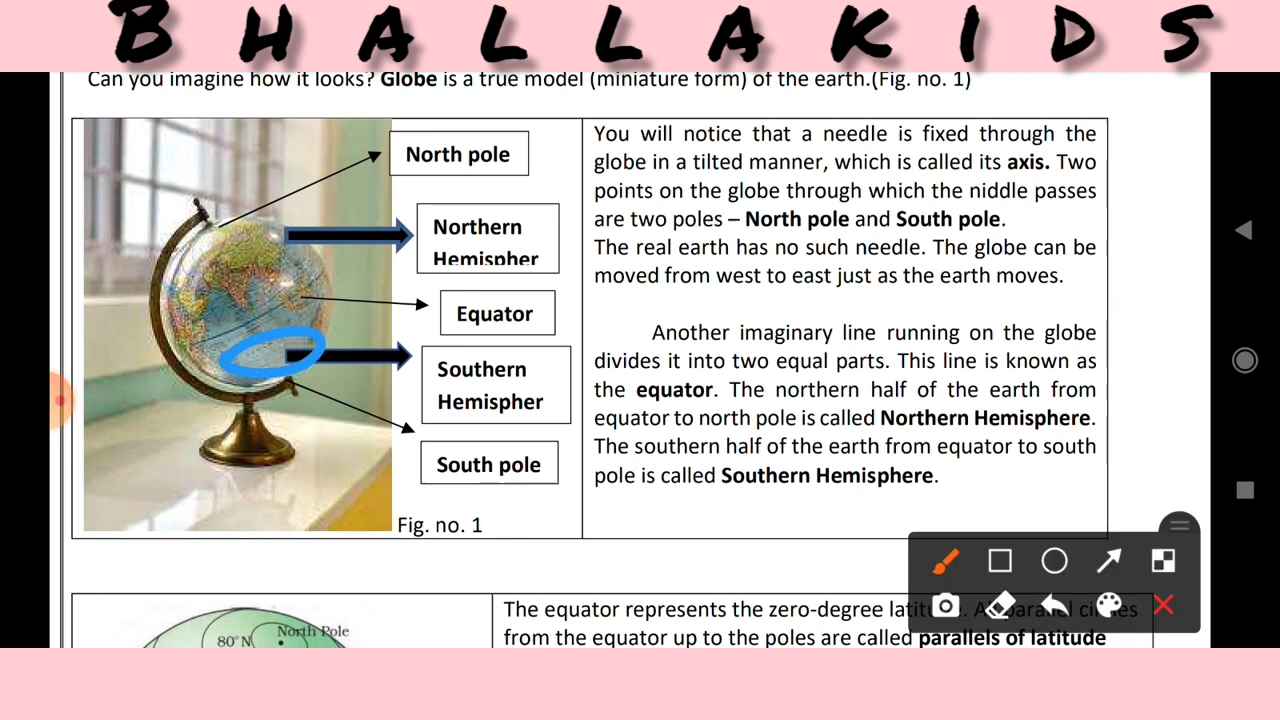 BHALLAKIDS
Can you imagine how it looks? Globe is a true model (miniature form) of the earth.(Fig. no. 1)
North pole
Northern
Hemispher
Equator
Southern
Hemispher
South pole
Fig. no. 1
You will notice that a needle is fixed through the
globe in a tilted manner, which is called its axis. Two
points on the globe through which the niddle passes
are two poles – North pole and South pole.
The real earth has no such needle. The globe can be
moved from west to east just as the earth moves.
Another imaginary line running on the globe
divides it into two equal parts. This line is known as
the equator. The northern half of the earth from
equator to north pole is called Northern Hemisphere.
The southern half of the earth from equator to south
pole is called Southern Hemisphere.
80°N
North Pole
The equator represents the zero-degree
from the equator up to the poles are called parallels of latitude